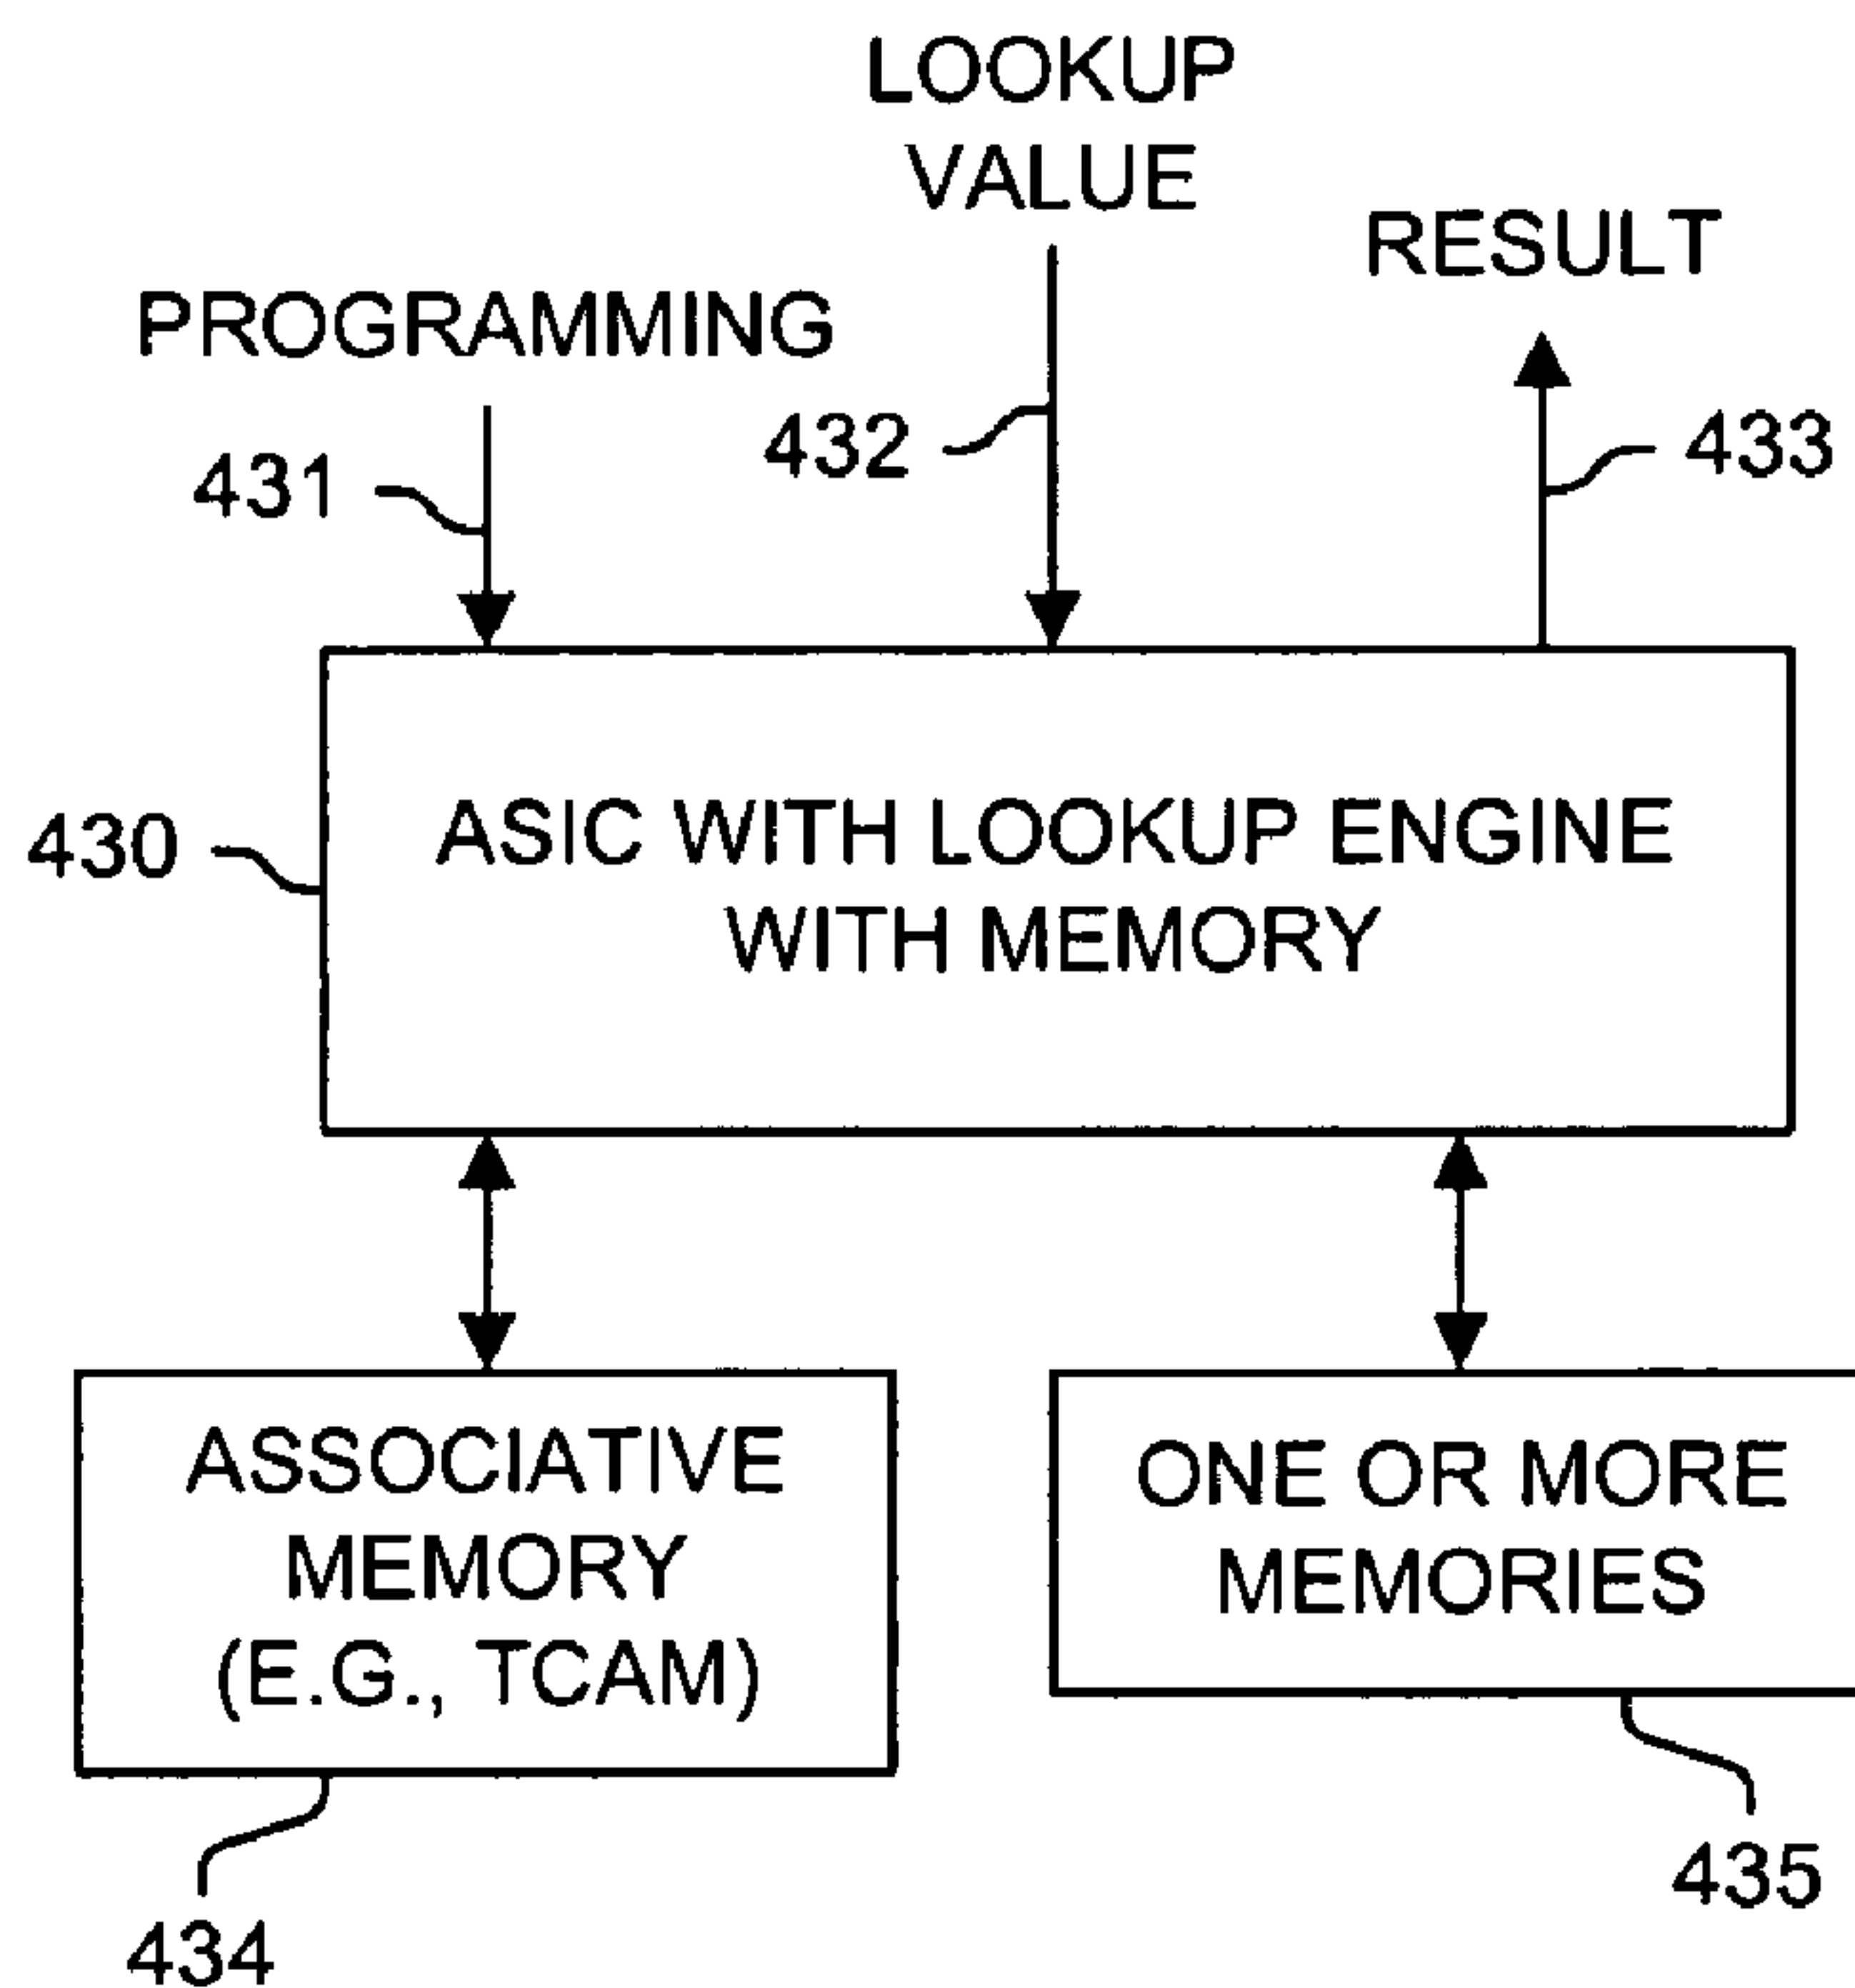 LOOKUP
VALUE
RESULT
PROGRAMMING
431
432
433
430
ASIC WITH LOOKUP ENGINE
WITH MEMORY
ASSOCIATIVE
MEMORY
(E.G., TCAM)
ONE OR MORE
MEMORIES
434
435